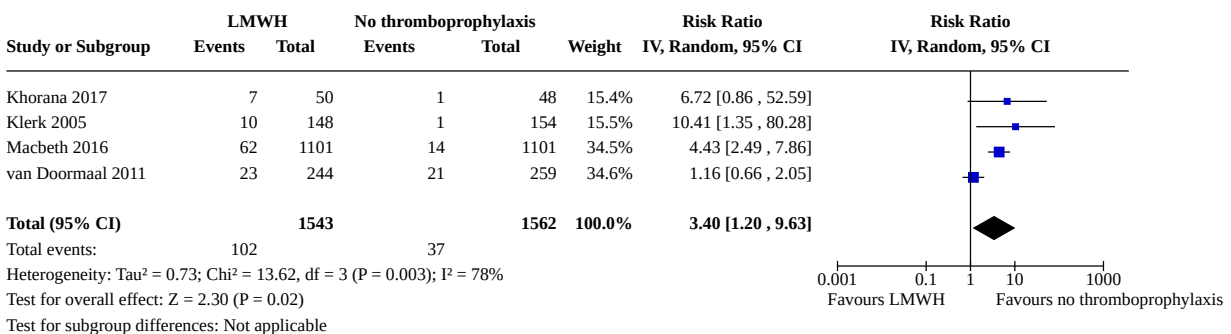 LMWH No thromboprophylaxis Risk Ratio Risk Ratio
Study or Subgroup Events Total Events Total Weight IV, Random, 95% CI IV, Random, 95% CI
Khorana 2017 7 50 1 48 15.4% 6.72 [0.86 , 52.59]
Klerk 2005 10 148 1 154 15.5% 10.41 [1.35 , 80.28]
Macbeth 2016 62 1101 14 1101 34.5% 4.43 [2.49 , 7.86]
van Doormaal 2011 23 244 21 259 34.6% 1.16 [0.66 , 2.05]
Total (95% CI) 1543 1562 100.0% 3.40 [1.20 , 9.63]
Total events: 102 37
Heterogeneity: Tau² = 0.73; Chi² = 13.62, df = 3 (P = 0.003); I² = 78% 0.001 0.1 1 10 1000
Test for overall effect: Z = 2.30 (P = 0.02) Favours LMWH Favours no thromboprophylaxis
Test for subgroup differences: Not applicable